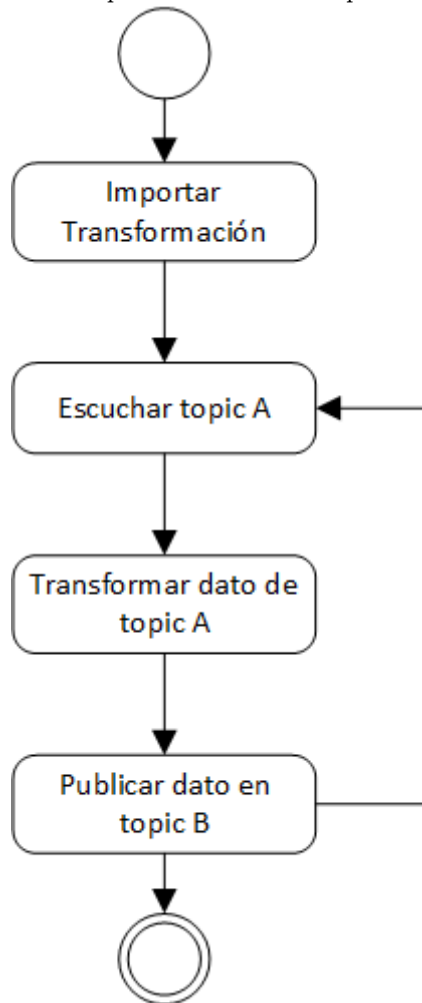 Importar
Transformación
Escuchar topic A
Transformar dato de
topic A
Publicar dato en
topic B